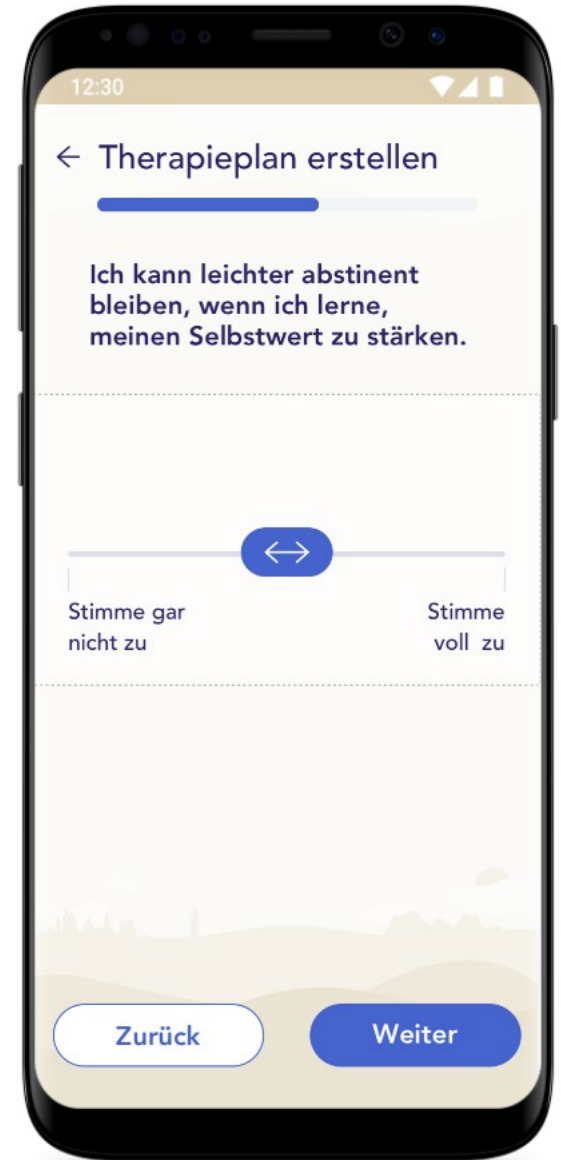 12:30
Therapieplan erstellen
Ich kann leichter abstinent
bleiben, wenn ich lerne,
meinen Selbstwert zu stärken.
Stimme gar
nicht zu
Stimme
voll zu
Zurück
Weiter